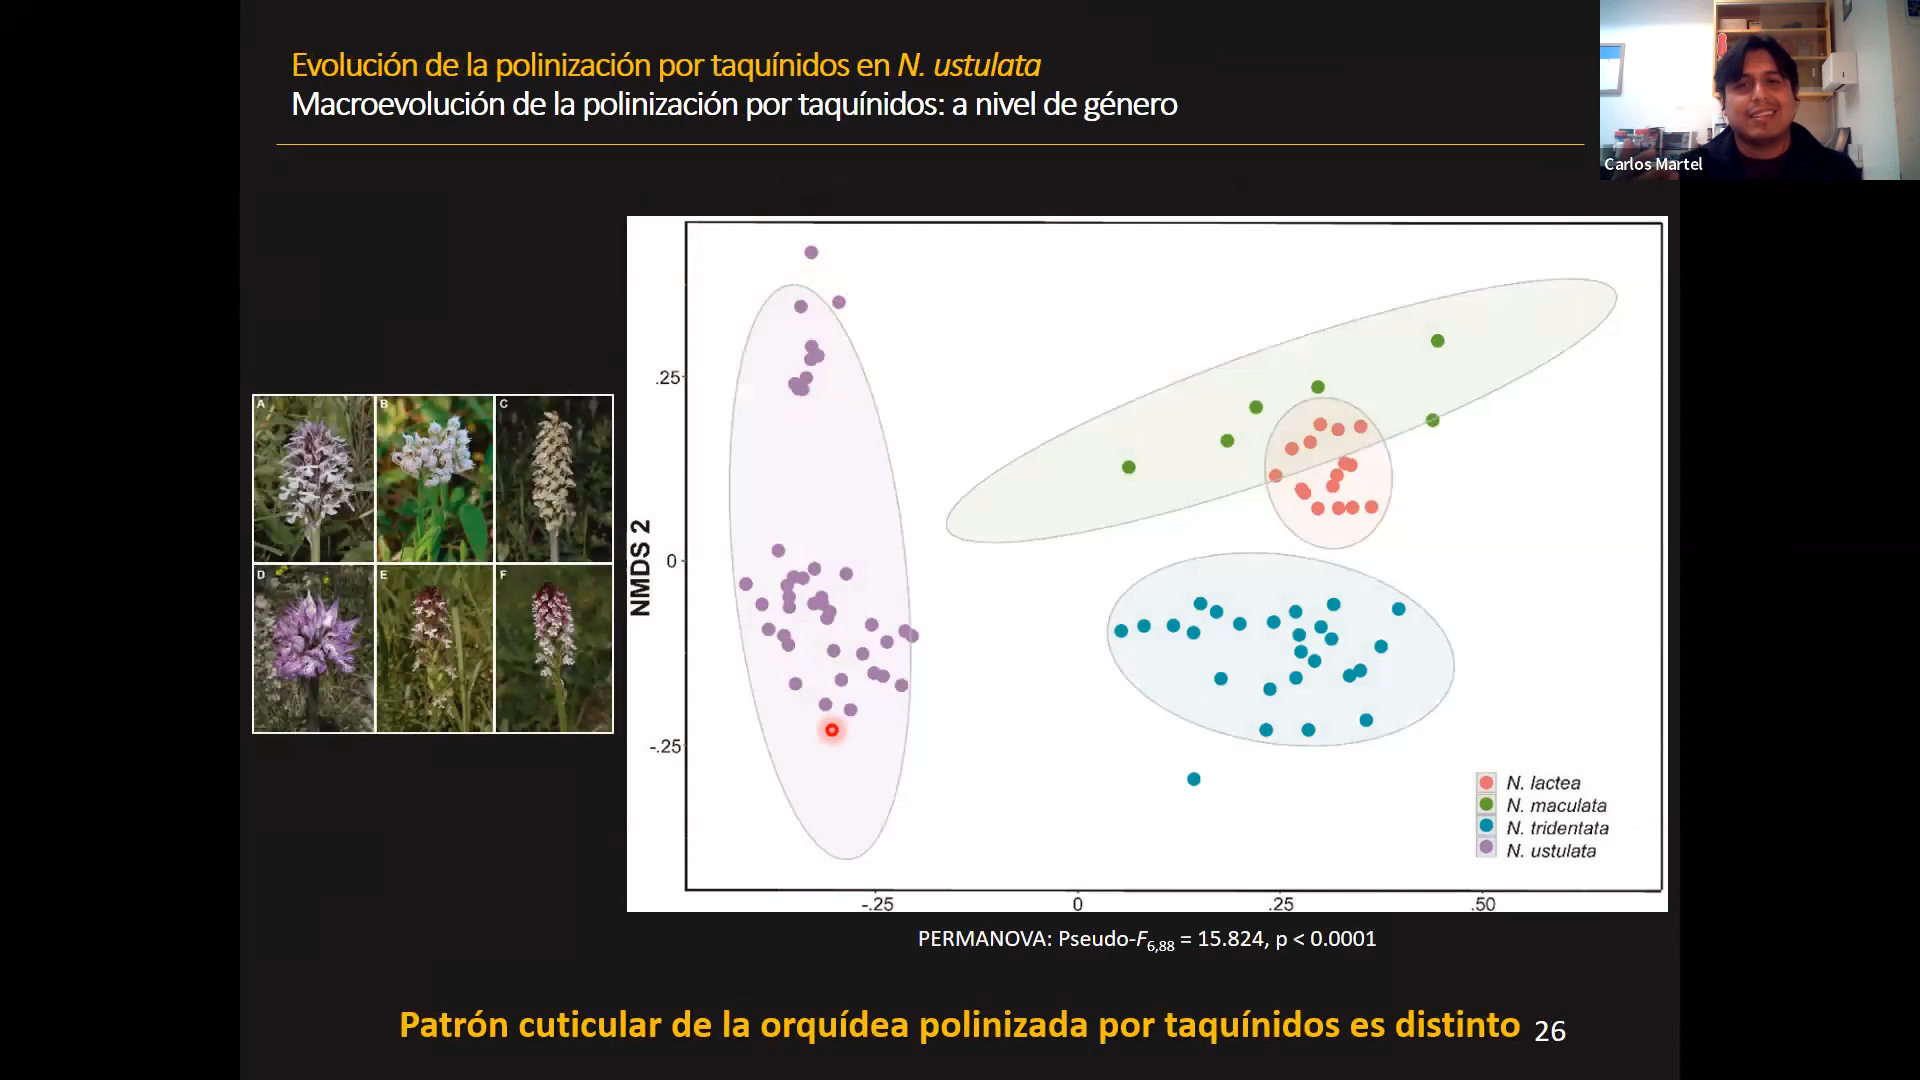 Evolución de la polinización por taquínidos en N. ustulata
Macroevolución de la polinización por taquínidos: a nivel de género
Carlos Martel
A
B
C
D
E
F
NMDS 2
.25
0
-.25
-.25
0
.25
.50
N. lactea
N. maculata
N. tridentata
N. ustulata
PERMANOVA: Pseudo-F6,88 = 15.824, p < 0.0001
Patrón cuticular de la orquídea polinizada por taquínidos es distinto
26